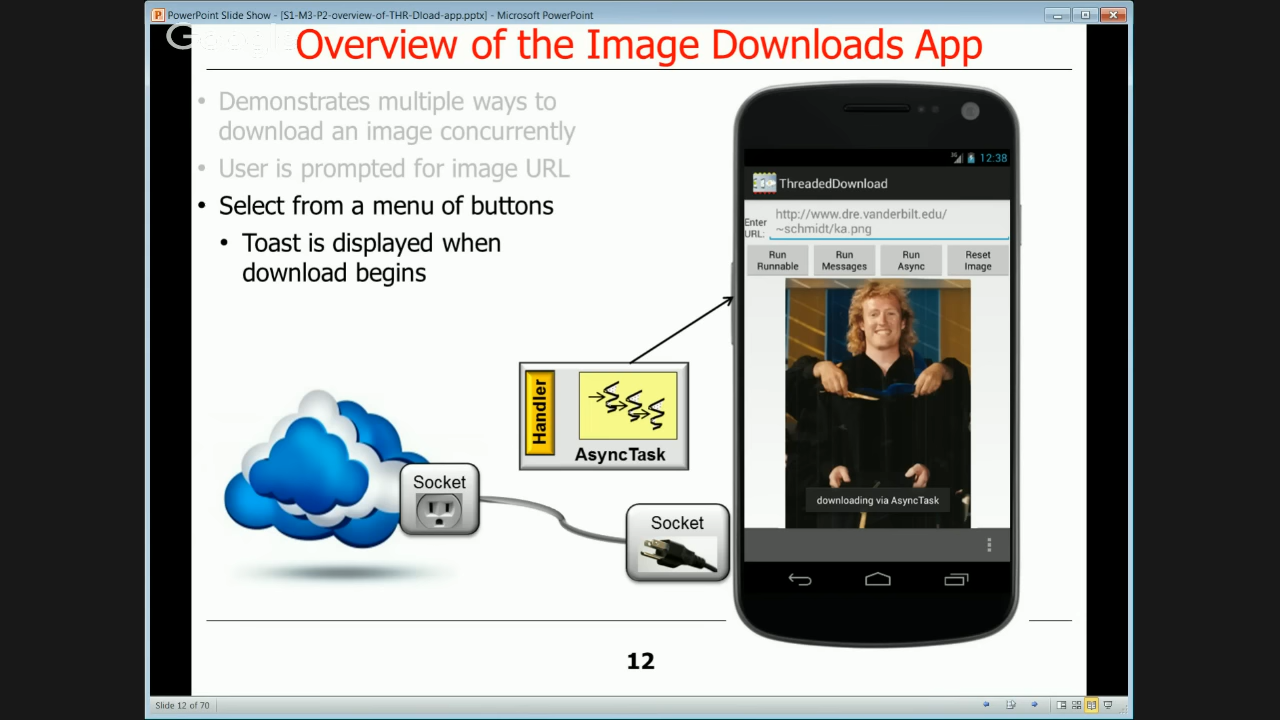 PowerPoint Slide Show - [S1-M3-P2-overview-of-THR-Dload-app.pptx] - Microsoft PowerPoint
Google
Overview of the Image Downloads App
• Demonstrates multiple ways to
download an image concurrently
• User is prompted for image URL
• Select from a menu of buttons
• Toast is displayed when
download begins
Handler
AsyncTask
Socket
Socket
3G 12:38
ThreadedDownload
Enter
URL:
http://www.dre.vanderbilt.edu/
~schmidt/ka.png
Run
Runnable
Run
Messages
Run
Async
Reset
Image
downloading via AsyncTask
12
Slide 12 of 70